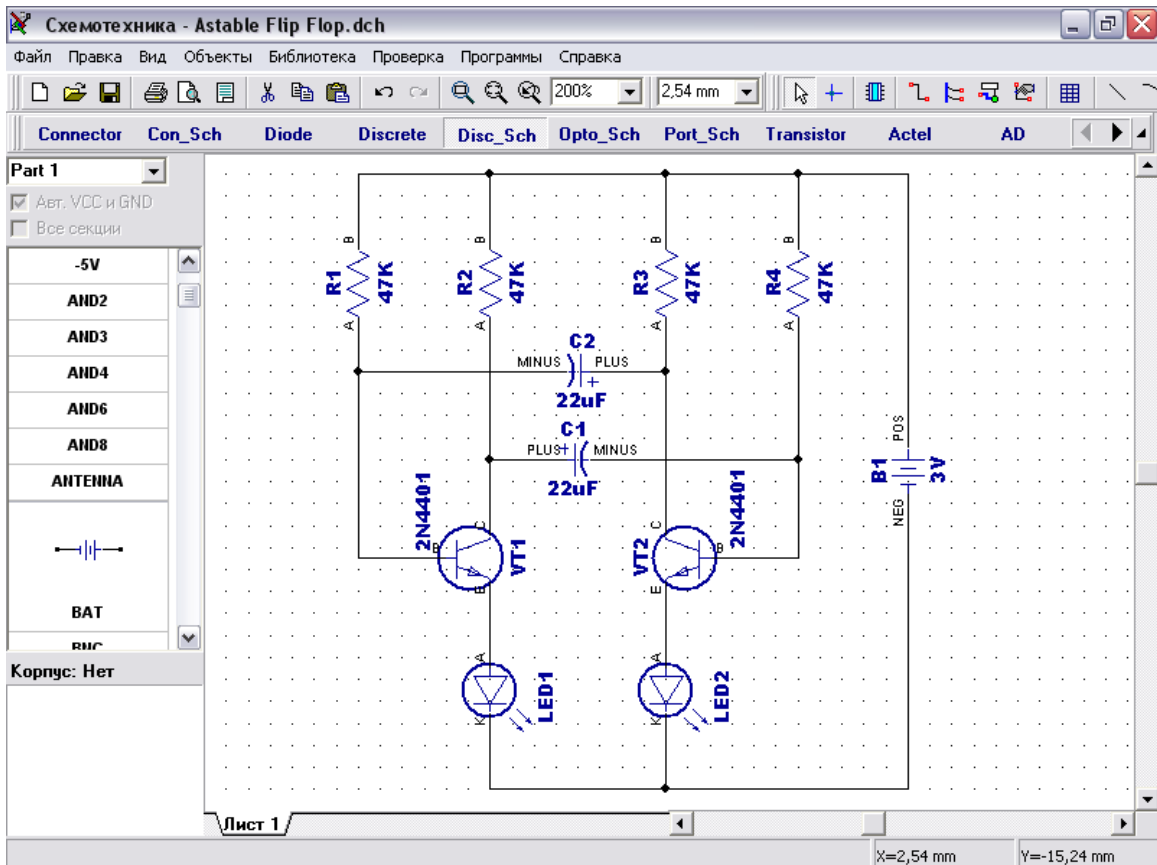 Схемотехника - Astable Flip Flop.dch
Файл Правка Вид Объекты Библиотека Проверка Программы Справка
200% 2,54 mm
Connector Con_Sch Diode Discrete Disc_Sch Opto_Sch Port_Sch Transistor Actel AD
Part 1
Авт. VCC и GND
Все секции
-5V
AND2
AND3
AND4
AND6
AND8
ANTENNA
BAT
BNC
Корпус: Нет
B B B B
R1 47K R2 47K R3 47K R4 47K
A A A A
C2
MINUS PLUS
+
22uF
C1
PLUS + MINUS
22uF
POS
B1 3V
NEG
2N4401 2N4401
C C
B VT1 VT2 B
E E
A A
LED1 LED2
K K
Лист 1
X=2,54 mm Y=-15,24 mm